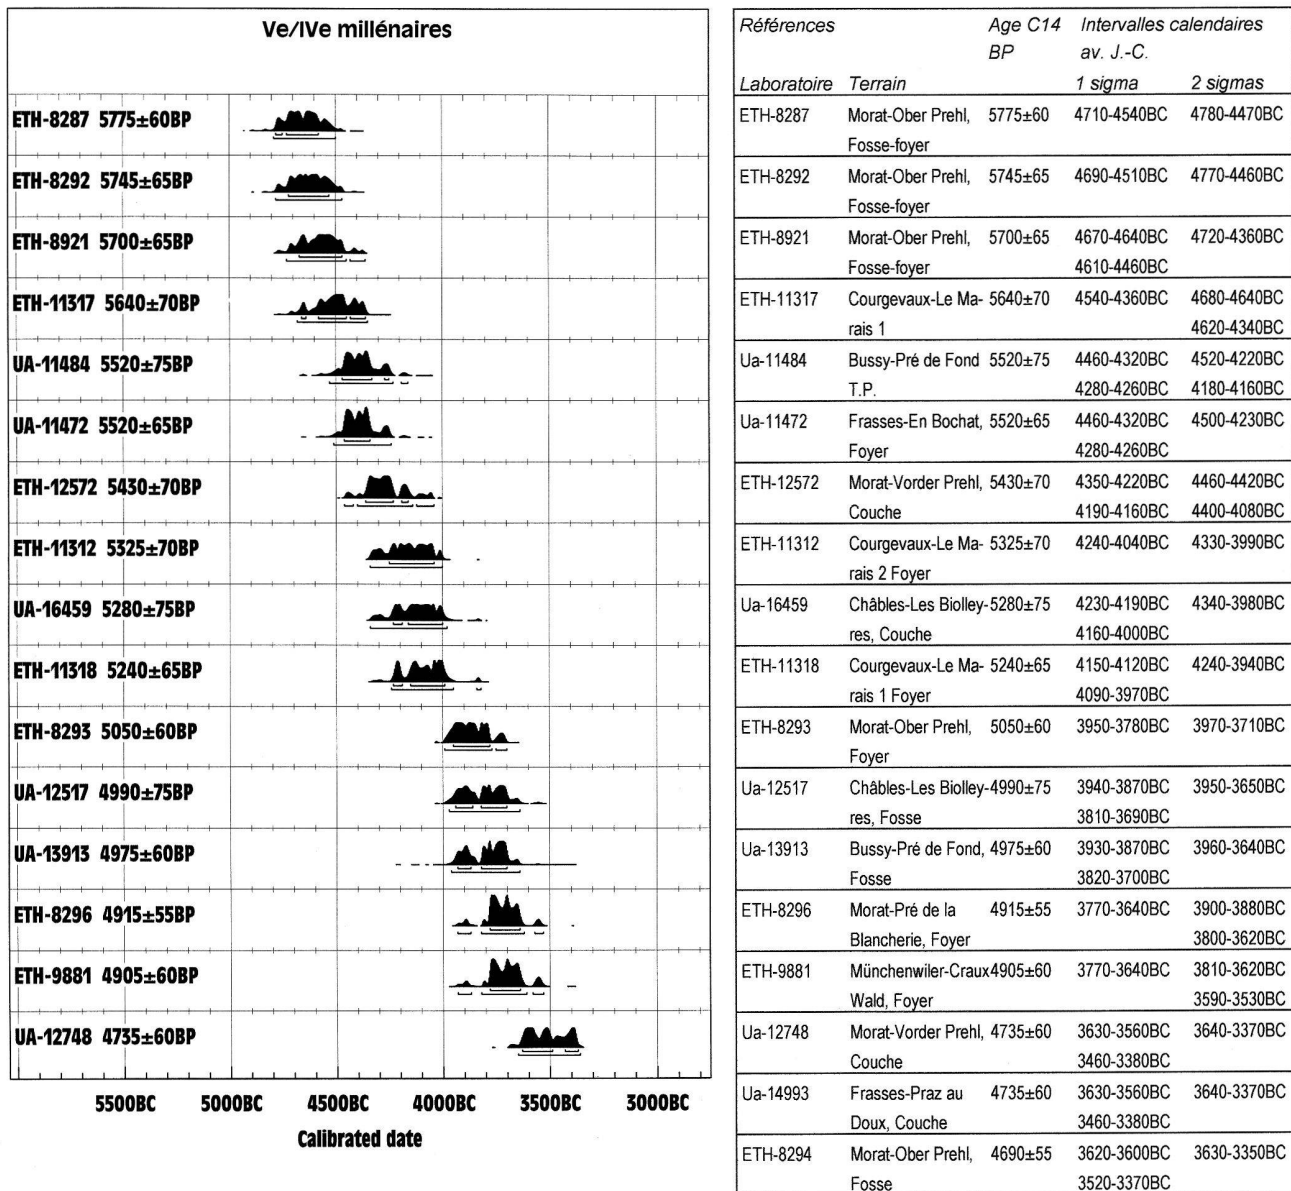 Ve/IVe millénaires
ETH-8287 5775±60BP
ETH-8292 5745±65BP
ETH-8921 5700±65BP
ETH-11317 5640±70BP
UA-11484 5520±75BP
UA-11472 5520±65BP
ETH-12572 5430±70BP
ETH-11312 5325±70BP
UA-16459 5280±75BP
ETH-11318 5240±65BP
ETH-8293 5050±60BP
UA-12517 4990±75BP
UA-13913 4975±60BP
ETH-8296 4915±55BP
ETH-9881 4905±60BP
UA-12748 4735±60BP
5500BC 5000BC 4500BC 4000BC 3500BC 3000BC
Calibrated date
Références Age C14 Intervalles calendaires
BP av. J.-C.
Laboratoire Terrain 1 sigma 2 sigmas
ETH-8287 Morat-Ober Prehl, 5775±60 4710-4540BC 4780-4470BC
Fosse-foyer
ETH-8292 Morat-Ober Prehl, 5745±65 4690-4510BC 4770-4460BC
Fosse-foyer
ETH-8921 Morat-Ober Prehl, 5700±65 4670-4640BC 4720-4360BC
Fosse-foyer 4610-4460BC
ETH-11317 Courgevaux-Le Ma- 5640±70 4540-4360BC 4680-4640BC
rais 1 4620-4340BC
Ua-11484 Bussy-Pré de Fond 5520±75 4460-4320BC 4520-4220BC
T.P. 4280-4260BC 4180-4160BC
Ua-11472 Frasses-En Bochat, 5520±65 4460-4320BC 4500-4230BC
Foyer 4280-4260BC
ETH-12572 Morat-Vorder Prehl, 5430±70 4350-4220BC 4460-4420BC
Couche 4190-4160BC 4400-4080BC
ETH-11312 Courgevaux-Le Ma- 5325±70 4240-4040BC 4330-3990BC
rais 2 Foyer
Ua-16459 Châbles-Les Biolley- 5280±75 4230-4190BC 4340-3980BC
res, Couche 4160-4000BC
ETH-11318 Courgevaux-Le Ma- 5240±65 4150-4120BC 4240-3940BC
rais 1 Foyer 4090-3970BC
ETH-8293 Morat-Ober Prehl, 5050±60 3950-3780BC 3970-3710BC
Foyer
Ua-12517 Châbles-Les Biolley- 4990±75 3940-3870BC 3950-3650BC
res, Fosse 3810-3690BC
Ua-13913 Bussy-Pré de Fond, 4975±60 3930-3870BC 3960-3640BC
Fosse 3820-3700BC
ETH-8296 Morat-Pré de la 4915±55 3770-3640BC 3900-3880BC
Blancherie, Foyer 3800-3620BC
ETH-9881 Münchenwiler-Craux 4905±60 3770-3640BC 3810-3620BC
Wald, Foyer 3590-3530BC
Ua-12748 Morat-Vorder Prehl, 4735±60 3630-3560BC 3640-3370BC
Couche 3460-3380BC
Ua-14993 Frasses-Praz au 4735±60 3630-3560BC 3640-3370BC
Doux, Couche 3460-3380BC
ETH-8294 Morat-Ober Prehl, 4690±55 3620-3600BC 3630-3350BC
Fosse 3520-3370BC